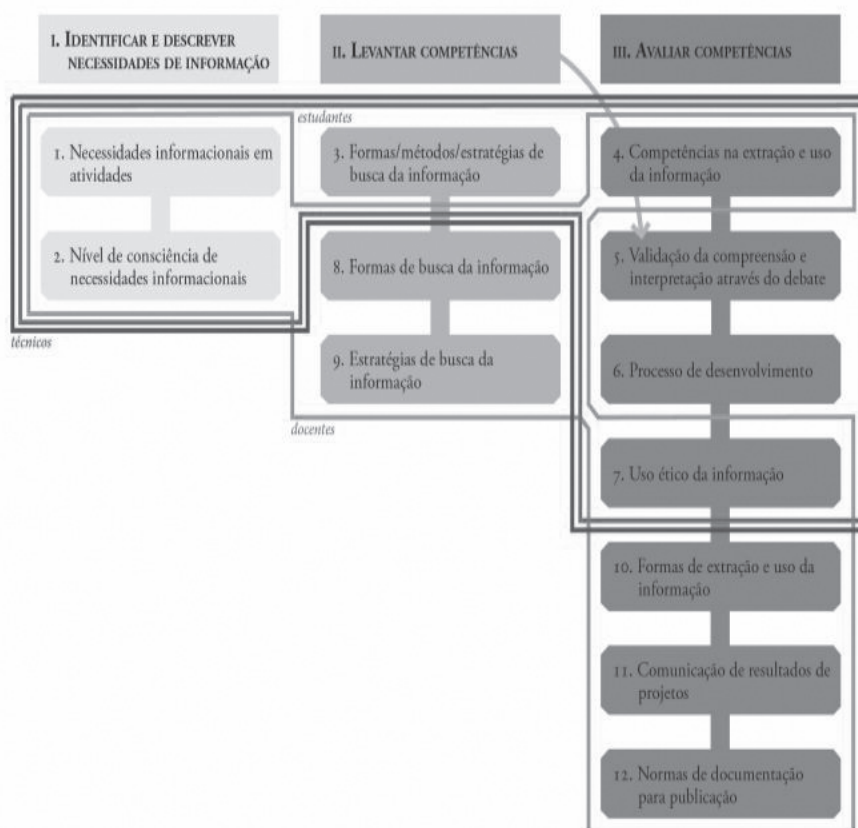 I. IDENTIFICAR E DESCREVER
NECESSIDADES DE INFORMAÇÃO
II. LEVANTAR COMPETÊNCIAS
III. AVALIAR COMPETÊNCIAS
estudantes
1. Necessidades informacionais em
atividades
3. Formas/métodos/estratégias de
busca da informação
4. Competências na extração e uso
da informação
2. Nível de consciência de
necessidades informacionais
8. Formas de busca da informação
5. Validação da compreensão e
interpretação através do debate
técnicos
9. Estratégias de busca da
informação
6. Processo de desenvolvimento
docentes
7. Uso ético da informação
10. Formas de extração e uso da
informação
11. Comunicação de resultados de
projetos
12. Normas de documentação
para publicação